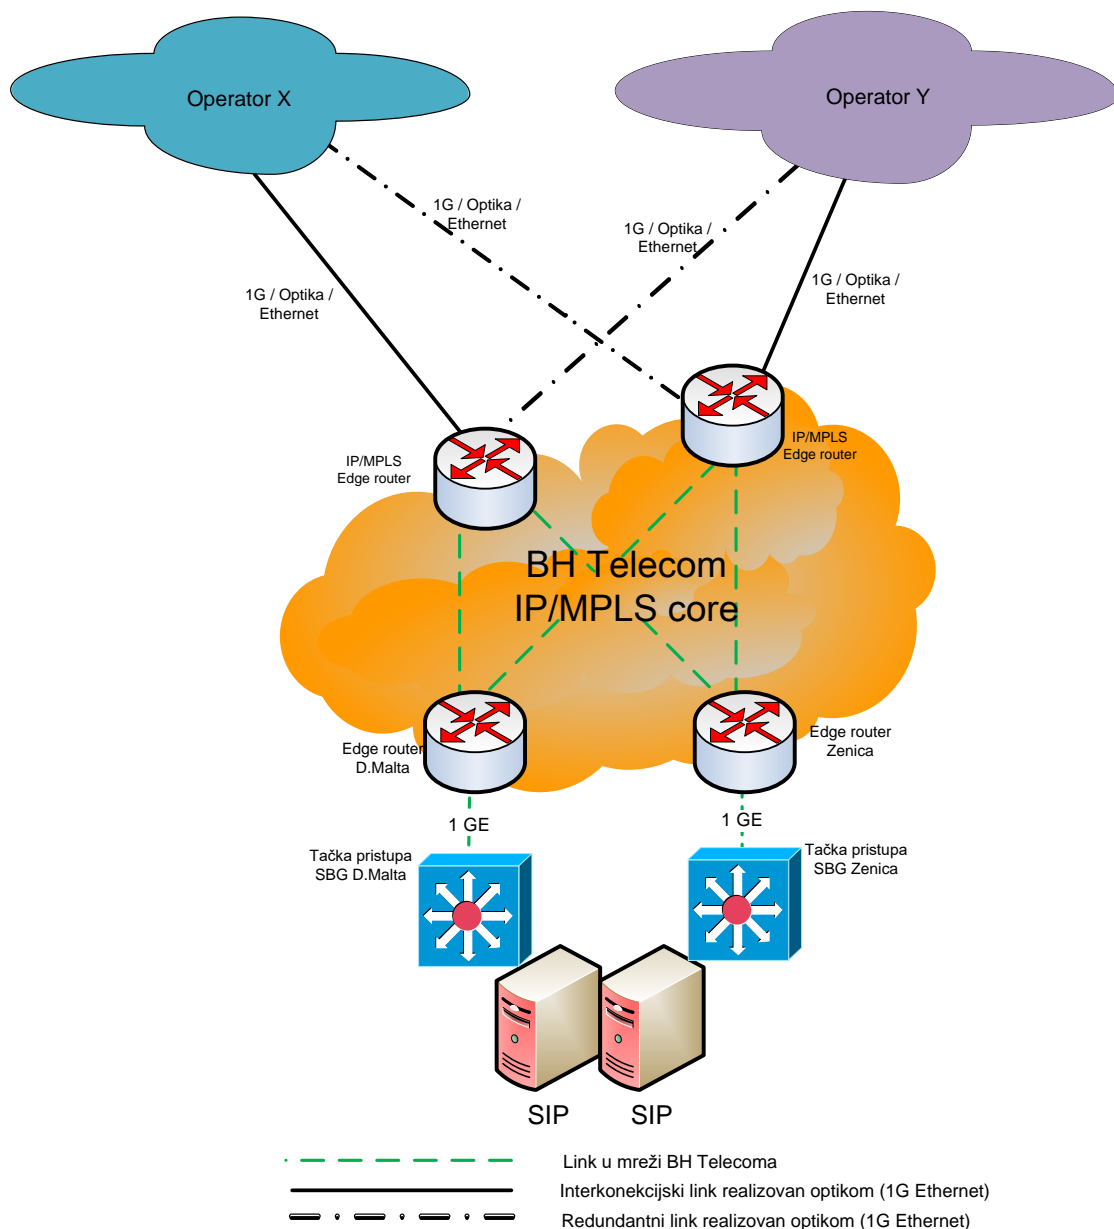 Operator X
Operator Y
1G / Optika /
Ethernet
1G / Optika /
Ethernet
1G / Optika /
Ethernet
1G / Optika /
Ethernet
IP/MPLS
Edge router
IP/MPLS
Edge router
BH Telecom
IP/MPLS core
Edge router
D.Malta
Edge router
Zenica
1 GE
1 GE
Tačka pristupa
SBG D.Malta
Tačka pristupa
SBG Zenica
SIP
SIP
Link u mreži BH Telecoma
Interkonekcijski link realizovan optikom (1G Ethernet)
Redundantni link realizovan optikom (1G Ethernet)